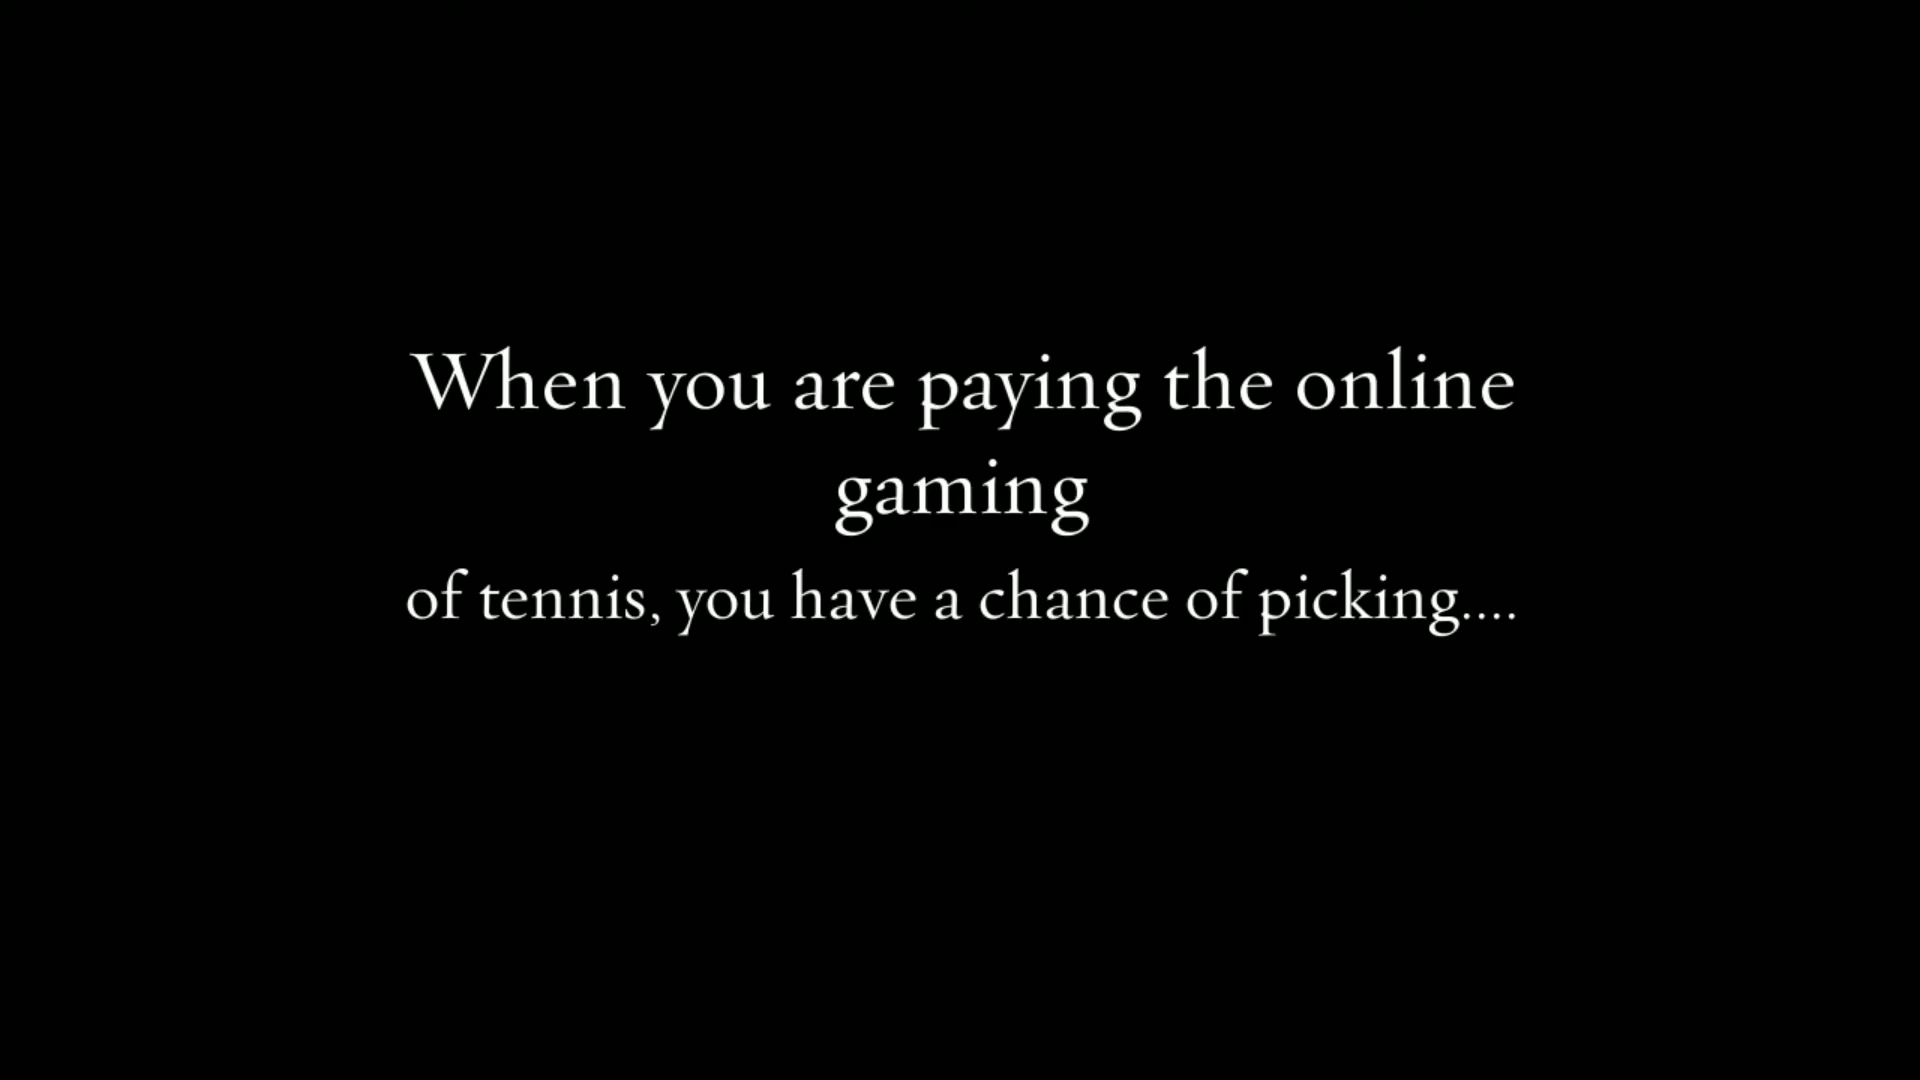 When you are paying the online
gaming
of tennis, you have a chance of picking....